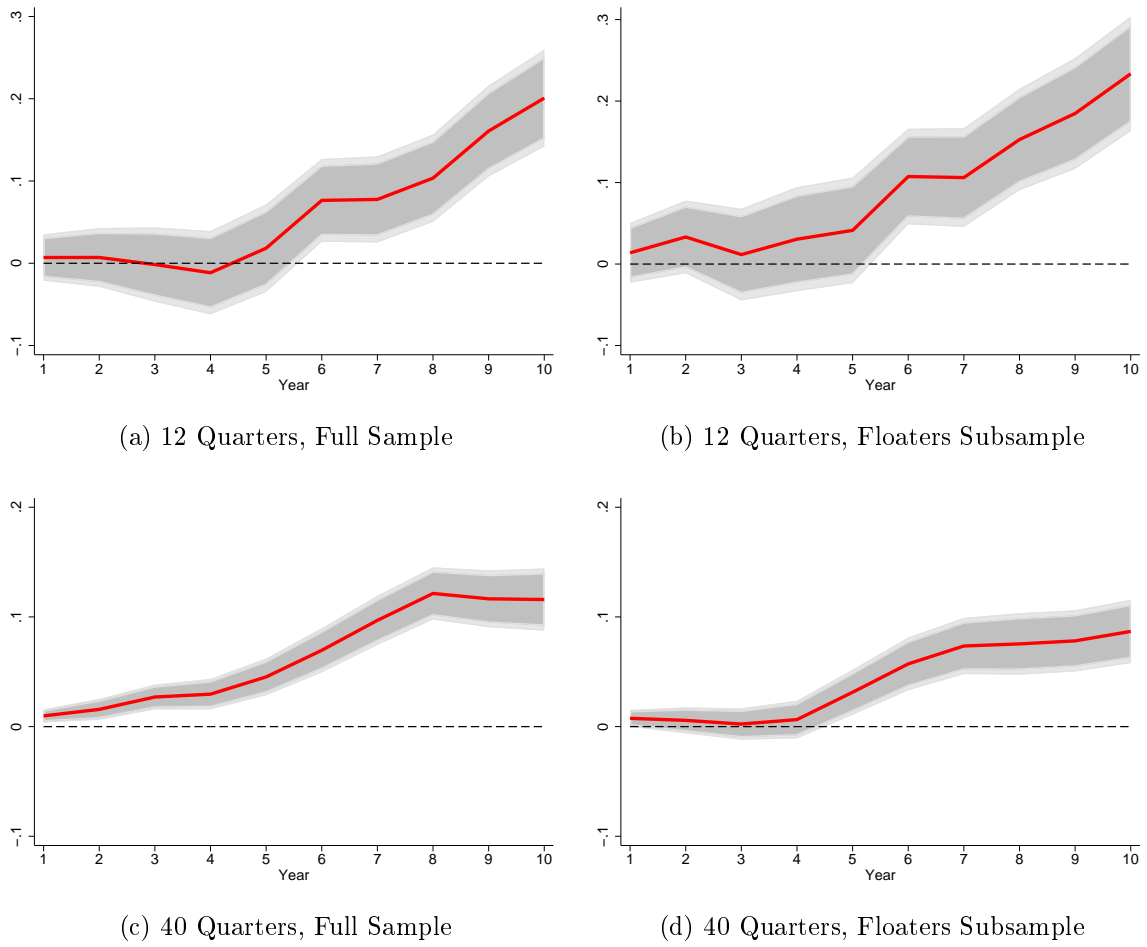 .3
.2
.1
0
-.1
1 2 3 4 5 6 7 8 9 10
Year
(a) 12 Quarters, Full Sample
.3
.2
.1
0
-.1
1 2 3 4 5 6 7 8 9 10
Year
(b) 12 Quarters, Floaters Subsample
.2
.1
0
-.1
1 2 3 4 5 6 7 8 9 10
Year
(c) 40 Quarters, Full Sample
.2
.1
0
-.1
1 2 3 4 5 6 7 8 9 10
Year
(d) 40 Quarters, Floaters Subsample